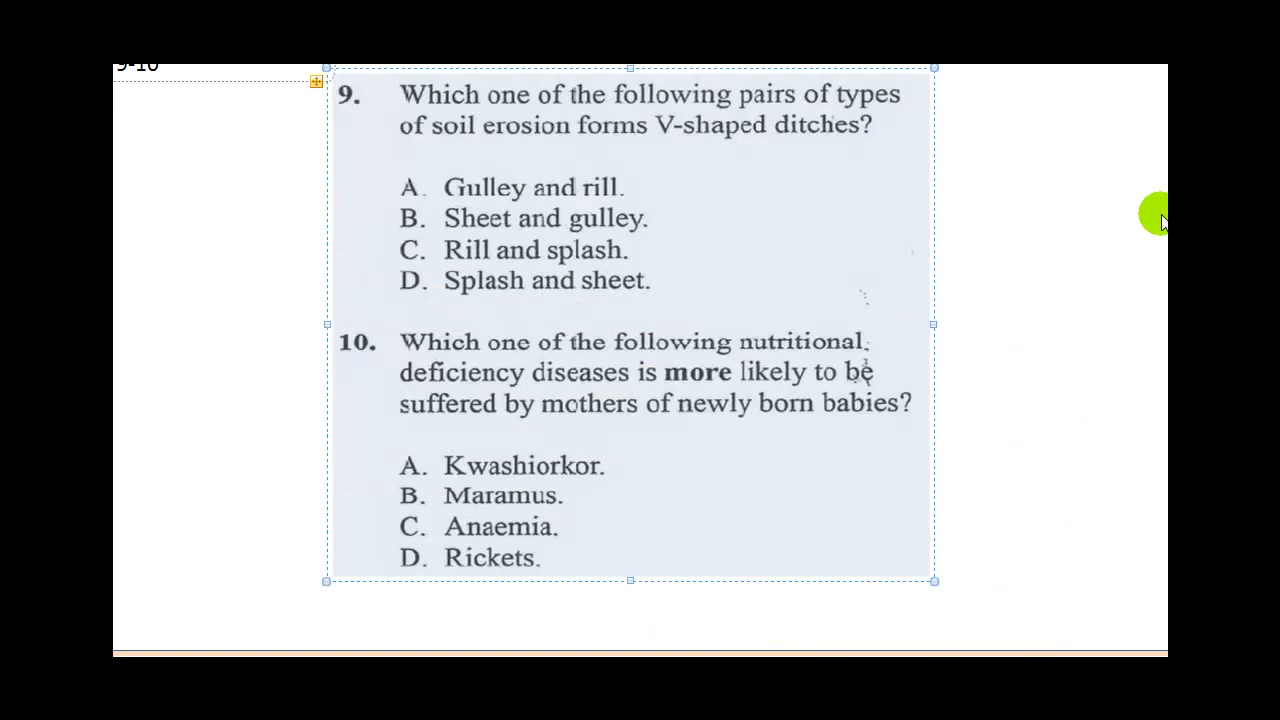 9-10
9. Which one of the following pairs of types
of soil erosion forms V-shaped ditches?
A. Gulley and rill.
B. Sheet and gulley.
C. Rill and splash.
D. Splash and sheet.
10. Which one of the following nutritional
deficiency diseases is more likely to be
suffered by mothers of newly born babies?
A. Kwashiorkor.
B. Maramus.
C. Anaemia.
D. Rickets.